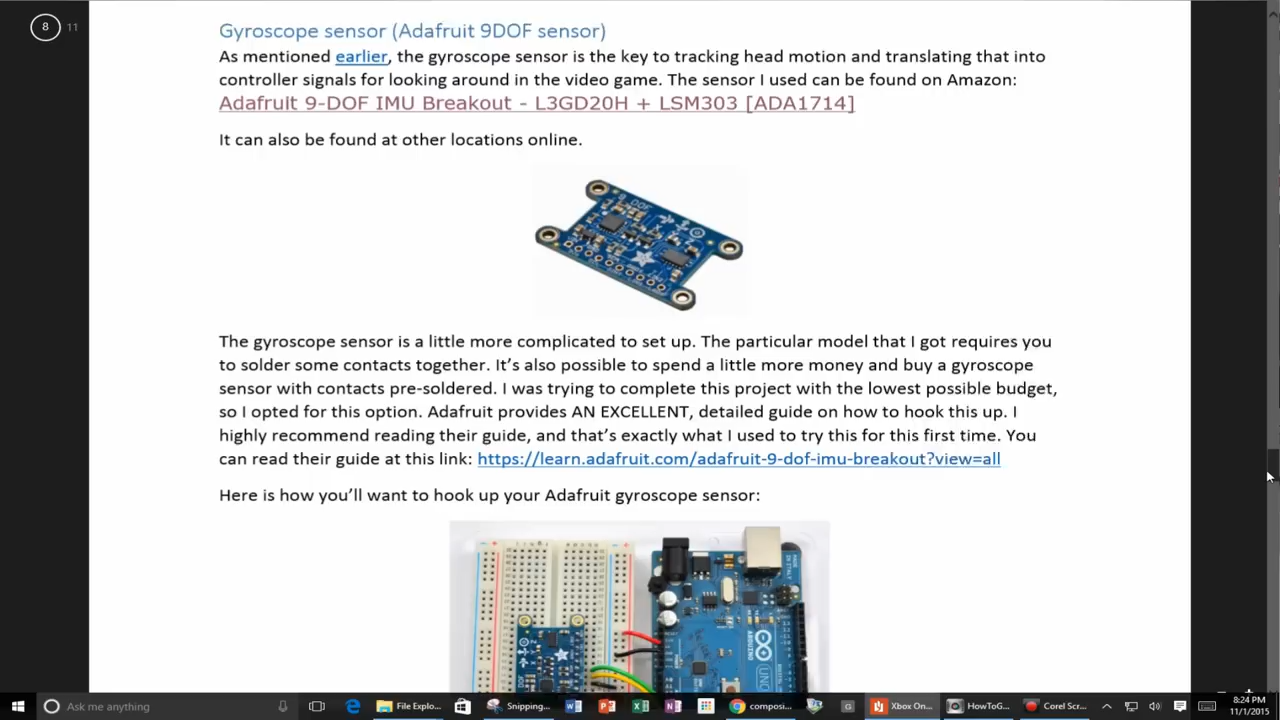 8 11
Gyroscope sensor (Adafruit 9DOF sensor)
As mentioned earlier, the gyroscope sensor is the key to tracking head motion and translating that into
controller signals for looking around in the video game. The sensor I used can be found on Amazon:
Adafruit 9-DOF IMU Breakout - L3GD20H + LSM303 [ADA1714]
It can also be found at other locations online.
The gyroscope sensor is a little more complicated to set up. The particular model that I got requires you
to solder some contacts together. It's also possible to spend a little more money and buy a gyroscope
sensor with contacts pre-soldered. I was trying to complete this project with the lowest possible budget,
so I opted for this option. Adafruit provides AN EXCELLENT, detailed guide on how to hook this up. I
highly recommend reading their guide, and that's exactly what I used to try this for this first time. You
can read their guide at this link: https://learn.adafruit.com/adafruit-9-dof-imu-breakout?view=all
Here is how you'll want to hook up your Adafruit gyroscope sensor:
ARDUINO
Ask me anything
File Explo...
Snipping...
composi...
Xbox On...
HowToG...
Corel Scr...
8:24 PM
11/1/2015